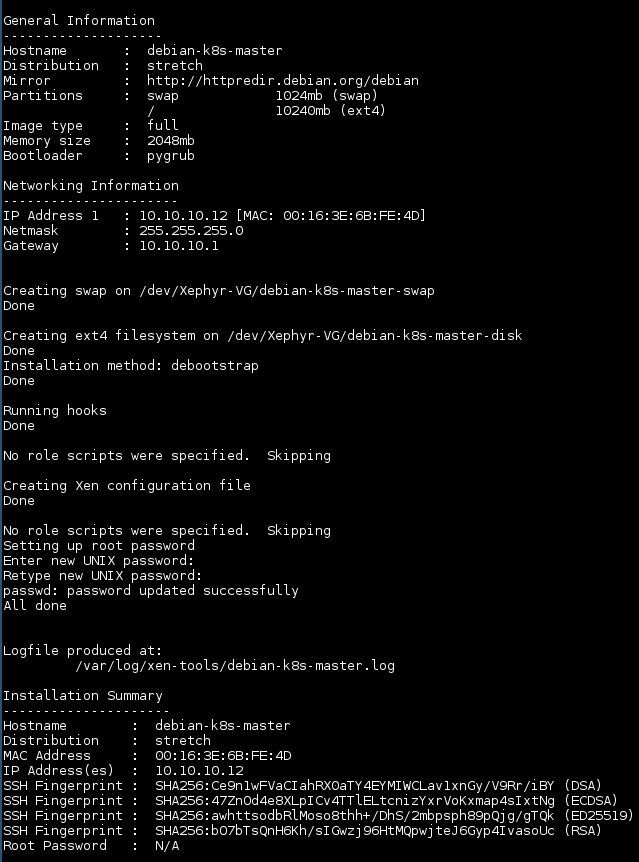 General Information
--------------------
Hostname       :  debian-k8s-master
Distribution   :  stretch
Mirror         :  http://httpredir.debian.org/debian
Partitions     :  swap            1024mb (swap)
                  /               10240mb (ext4)
Image type     :  full
Memory size    :  2048mb
Bootloader     :  pygrub
Networking Information
----------------------
IP Address 1   : 10.10.10.12 [MAC: 00:16:3E:6B:FE:4D]
Netmask        : 255.255.255.0
Gateway        : 10.10.10.1
Creating swap on /dev/Xephyr-VG/debian-k8s-master-swap
Done
Creating ext4 filesystem on /dev/Xephyr-VG/debian-k8s-master-disk
Done
Installation method: debootstrap
Done
Running hooks
Done
No role scripts were specified.  Skipping
Creating Xen configuration file
Done
No role scripts were specified.  Skipping
Setting up root password
Enter new UNIX password:
Retype new UNIX password:
passwd: password updated successfully
All done
Logfile produced at:
         /var/log/xen-tools/debian-k8s-master.log
Installation Summary
---------------------
Hostname        :  debian-k8s-master
Distribution    :  stretch
MAC Address     :  00:16:3E:6B:FE:4D
IP Address(es)  :  10.10.10.12
SSH Fingerprint :  SHA256:Ce9n1wFVaCIahRXOaTY4EYMIWCLav1xnGy/V9Rr/iBY (DSA)
SSH Fingerprint :  SHA256:47ZnOd4e8XLpICv4TTlELtcnizYxrVoKxmap4sIxtNg (ECDSA)
SSH Fingerprint :  SHA256:awhttsodbRlMoso8thh+/DhS/2mbpsph89pQjg/gTQk (ED25519)
SSH Fingerprint :  SHA256:bO7bTsQnH6Kh/sIGwzj96HtMQpwjteJ6Gyp4IvasoUc (RSA)
Root Password   :  N/A